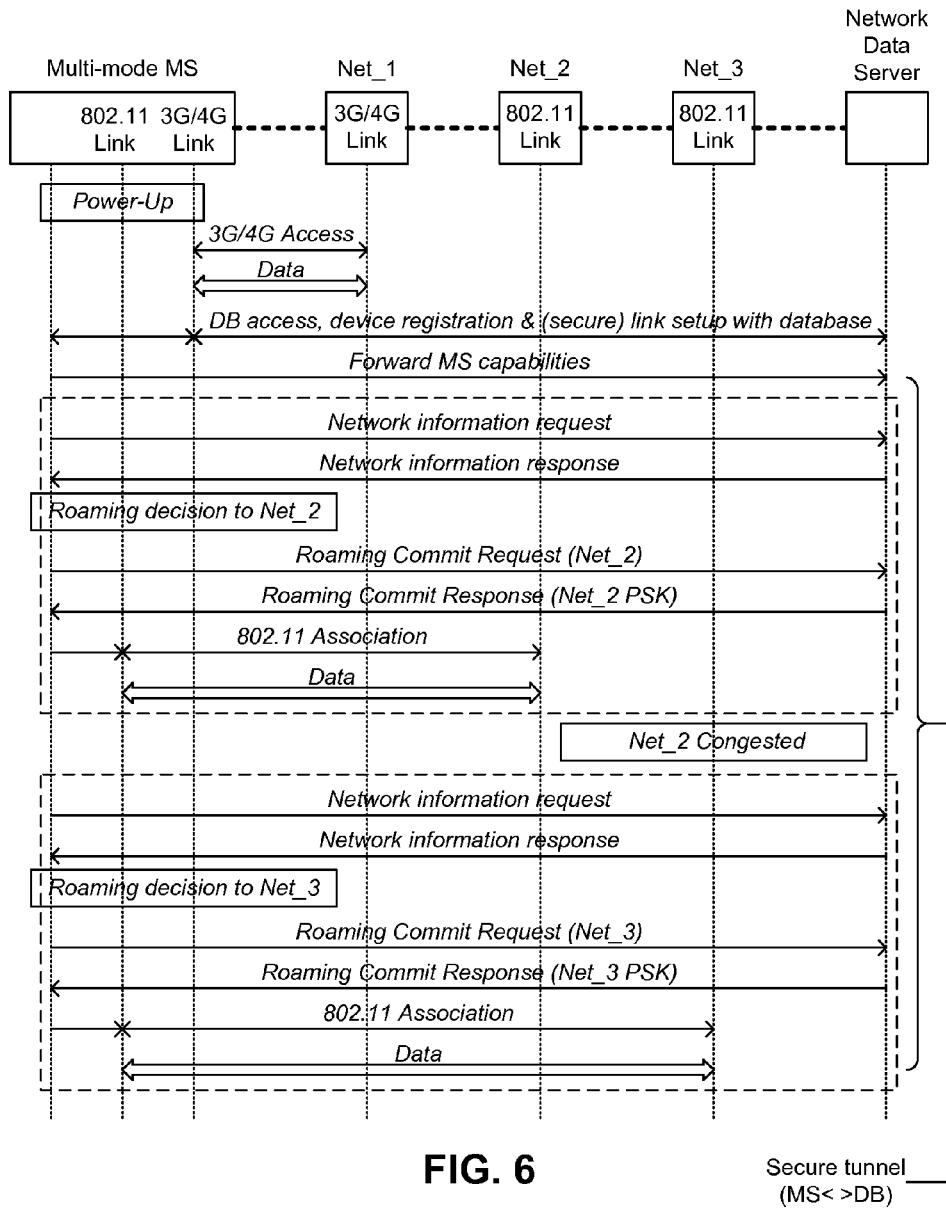 Network
Data
Server
Multi-mode MS
Net_1
Net_2
Net_3
802.11
Link
3G/4G
Link
3G/4G
Link
802.11
Link
802.11
Link
Power-Up
3G/4G Access
Data
DB access, device registration & (secure) link setup with database
Forward MS capabilities
Network information request
Network information response
Roaming decision to Net_2
Roaming Commit Request (Net_2)
Roaming Commit Response (Net_2 PSK)
802.11 Association
Data
Net_2 Congested
Network information request
Network information response
Roaming decision to Net_3
Roaming Commit Request (Net_3)
Roaming Commit Response (Net_3 PSK)
802.11 Association
Data
FIG. 6
Secure tunnel
(MS< >DB)